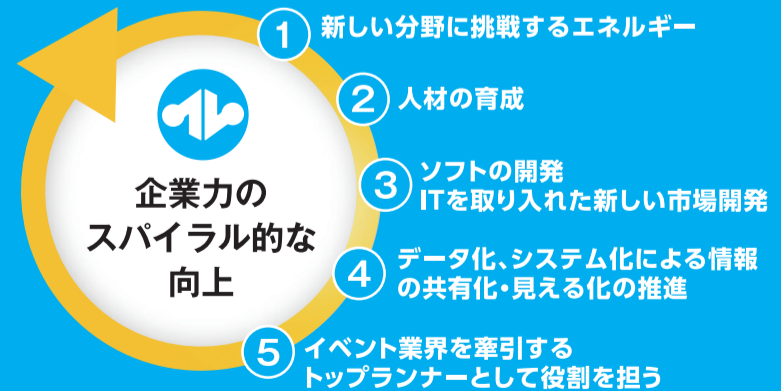 1 新しい分野に挑戦するエネルギー
2 人材の育成
3 ソフトの開発
ITを取り入れた新しい市場開発
4 データ化、システム化による情報
の共有化・見える化の推進
5 イベント業界を牽引する
トップランナーとして役割を担う
企業力の
スパイラル的な
向上